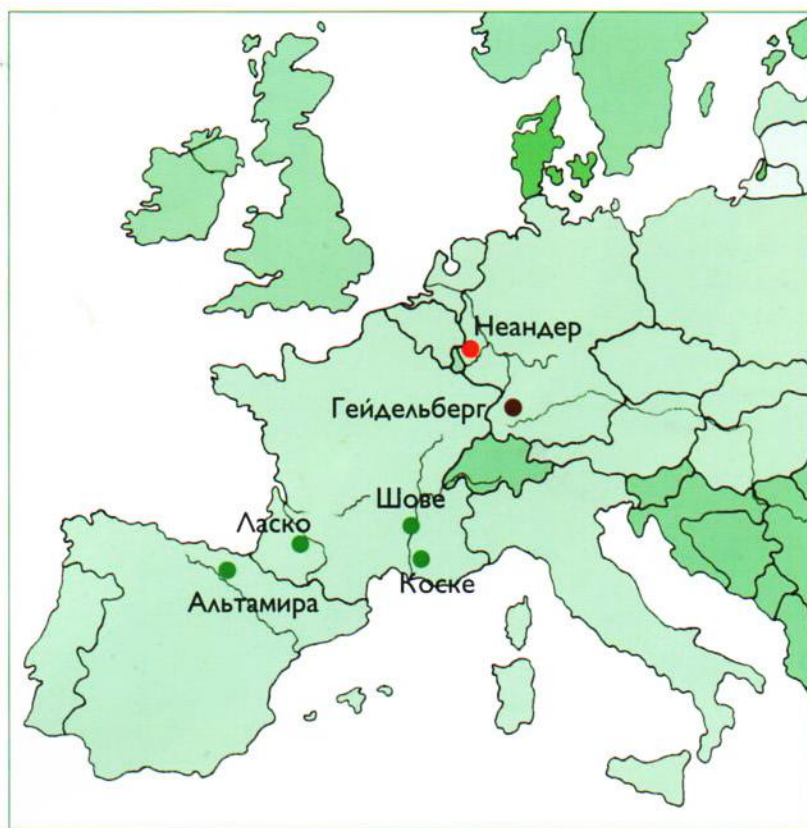 Неандер
Гейдельберг
Шове
Ласко
Коске
Альтамира